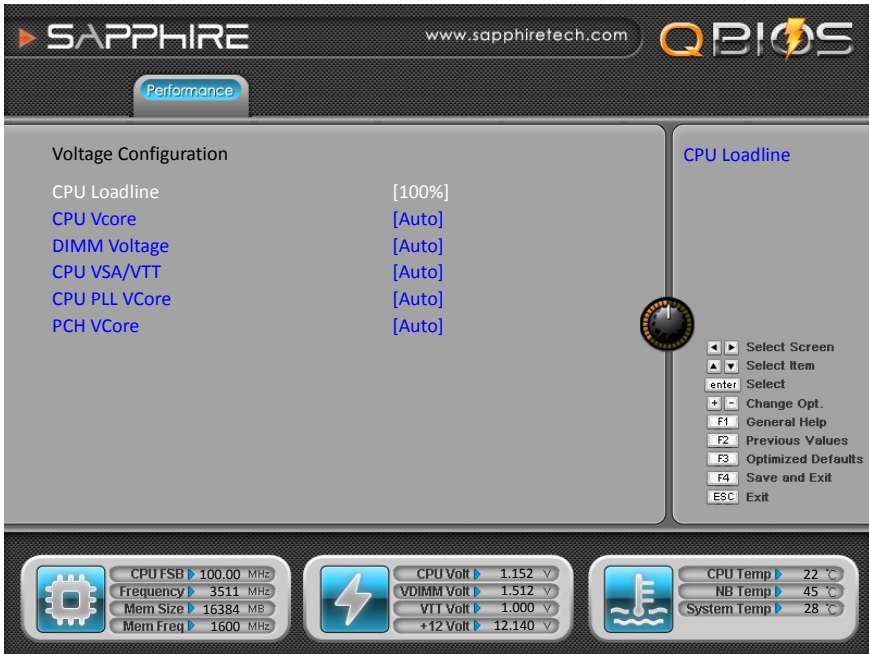 SAPPHIRE
www.sapphiretech.com
QBIOS
Performance
Voltage Configuration
CPU Loadline [100%]
CPU Vcore [Auto]
DIMM Voltage [Auto]
CPU VSA/VTT [Auto]
CPU PLL VCore [Auto]
PCH VCore [Auto]
CPU Loadline
Select Screen
Select Item
enter Select
+ - Change Opt.
F1 General Help
F2 Previous Values
F3 Optimized Defaults
F4 Save and Exit
ESC Exit
CPU FSB 100.00 MHz
Frequency 3511 MHz
Mem Size 16384 MB
Mem Freq 1600 MHz
CPU Volt 1.152 V
VDIMM Volt 1.512 V
VTT Volt 1.000 V
+12 Volt 12.140 V
CPU Temp 22 °C
NB Temp 45 °C
System Temp 28 °C